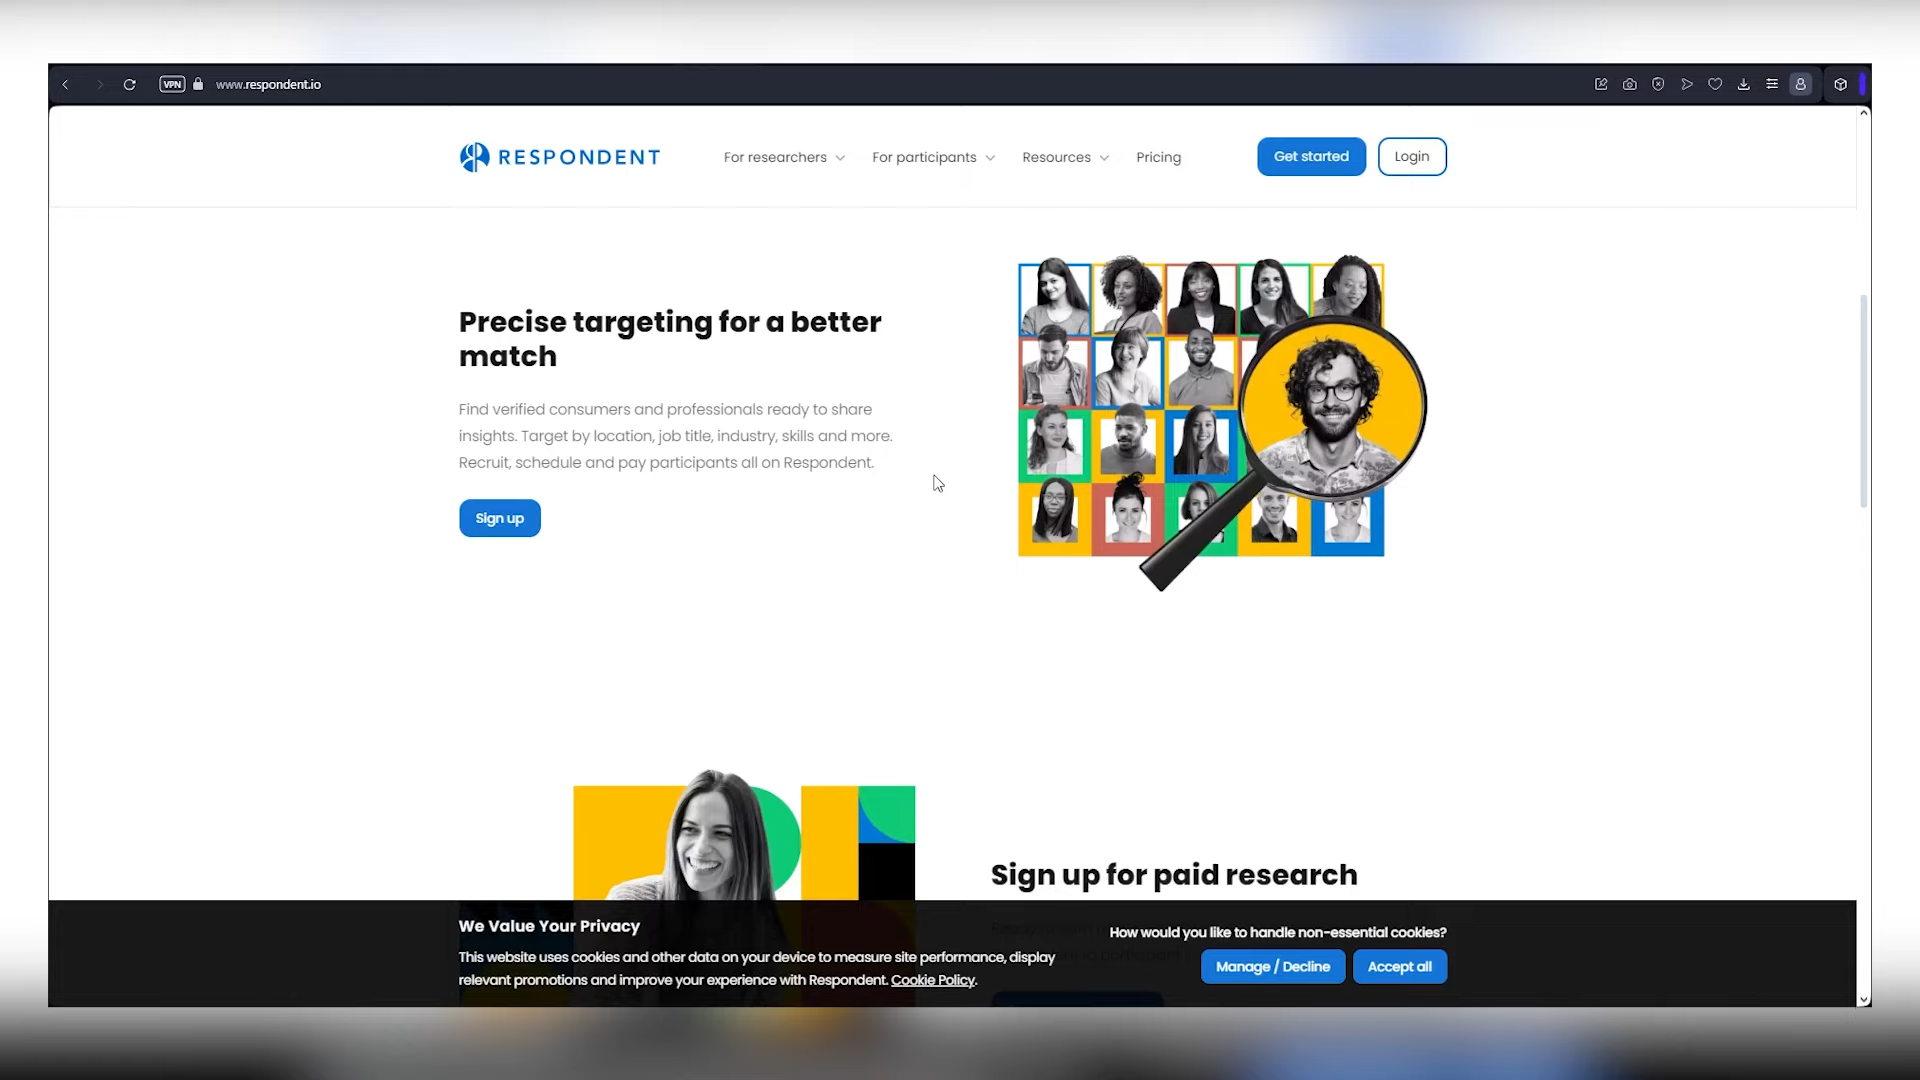 VPN www.respondent.io
RESPONDENT
For researchers
For participants
Resources
Pricing
Get started
Login
Precise targeting for a better
match
Find verified consumers and professionals ready to share
insights. Target by location, job title, industry, skills and more.
Recruit, schedule and pay participants all on Respondent.
Sign up
Sign up for paid research
We Value Your Privacy
This website uses cookies and other data on your device to measure site performance, display
relevant promotions and improve your experience with Respondent. Cookie Policy.
How would you like to handle non-essential cookies?
Manage / Decline
Accept all